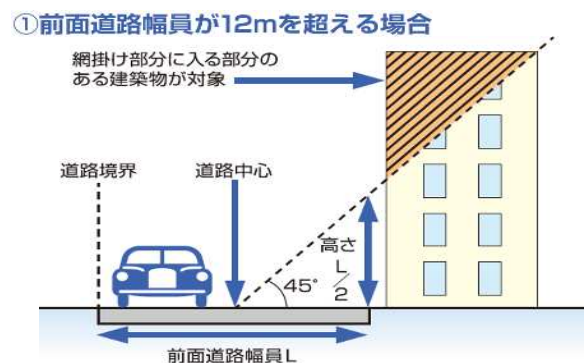 ①前面道路幅員が12mを超える場合
網掛け部分に入る部分の
ある建築物が対象
道路境界
道路中心
高さ
L
2
45°
前面道路幅員L